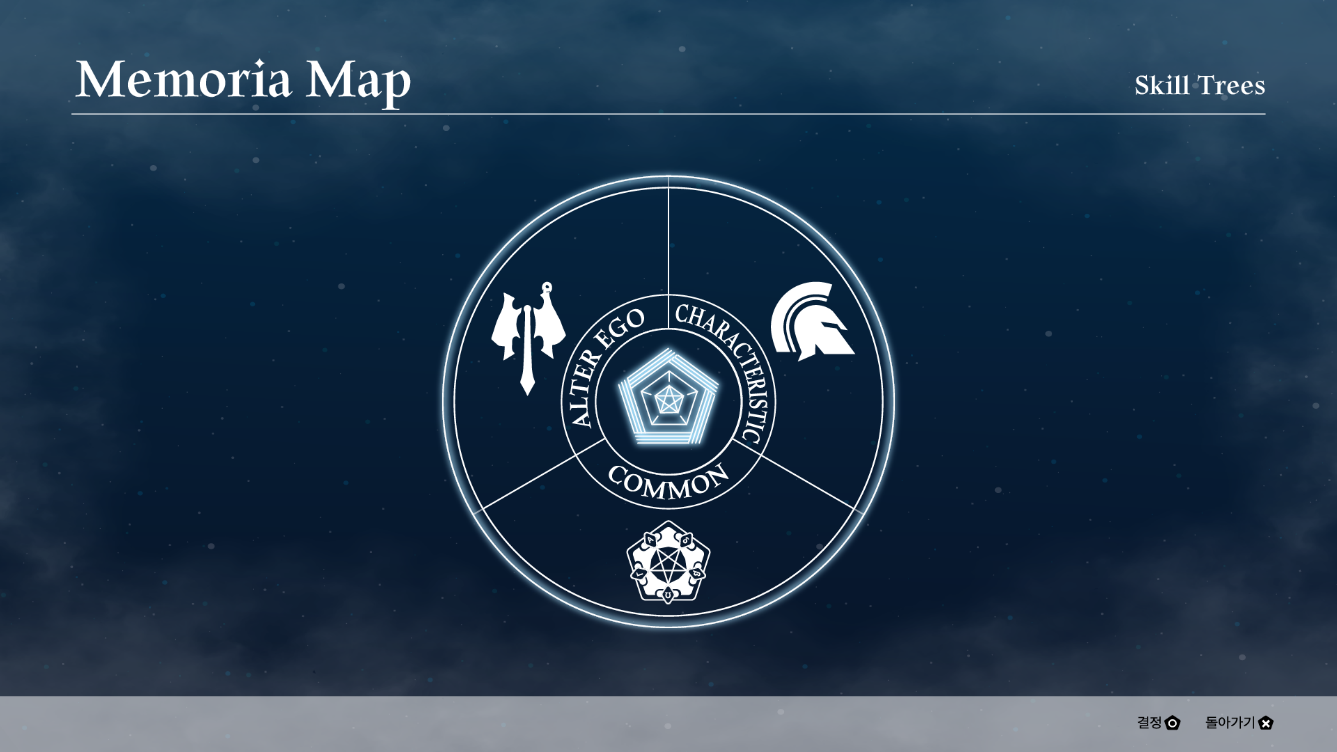 Memoria Map
Skill Trees
ALTER EGO
CHARACTERISTIC
COMMON
결정
돌아가기